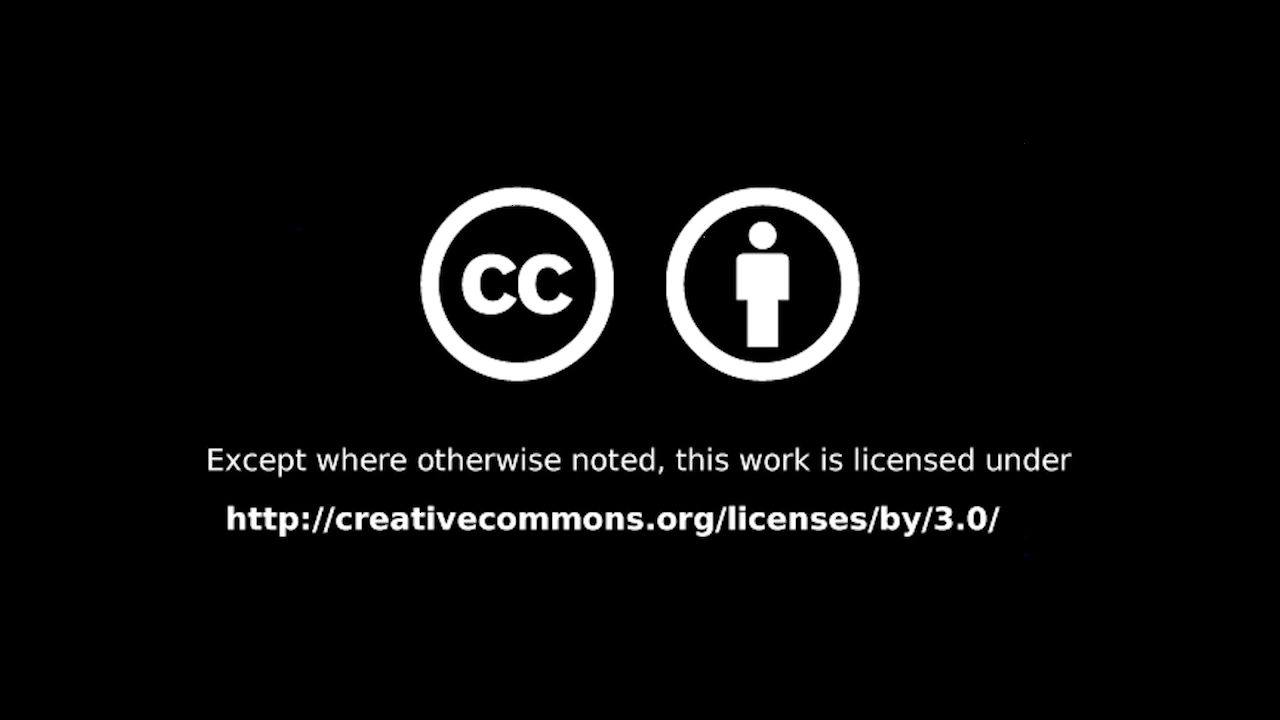 cc
Except where otherwise noted, this work is licensed under
http://creativecommons.org/licenses/by/3.0/